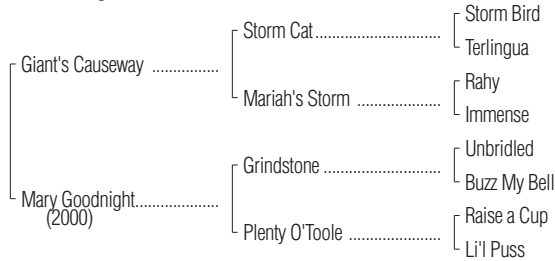 Storm Bird
Storm Cat...............................
Terlingua
Giant's Causeway ................
Rahy
Mariah's Storm ....................
Immense
Unbridled
Grindstone ............................
Buzz My Bell
Mary Goodnight....................
(2000)
Raise a Cup
Plenty O'Toole ......................
Li'l Puss